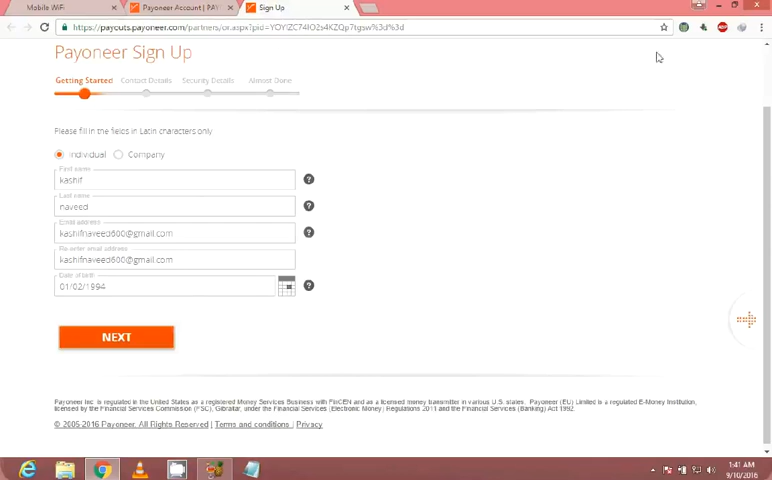 Mobile WiFi
Payoneer Account | PAY
Sign Up
https://payouts.payoneer.com/partners/or.aspx?pid=YOYIZC74IO2s4ZQp7tgsw%3d%3d
Payoneer Sign Up
Getting Started
Contact Details
Security Details
Almost Done
Please fill in the fields in Latin characters only
Individual
Company
First name
kashif
Last name
naveed
Email address
kashifnaveed600@gmail.com
Re-enter email address
kashifnaveed600@gmail.com
Date of birth
01/02/1994
NEXT
Payoneer Inc. is regulated in the United States as a registered Money Services Business with FinCEN and as a licensed money transmitter in various U.S. states. Payoneer (EU) Limited is a regulated E-Money Institution,
licensed by the Financial Services Commission (FSC), Gibraltar, under the Financial Services (Electronic Money) Regulations 2011 and the Financial Services (Banking) Act 1992
© 2005-2016 Payoneer, All Rights Reserved | Terms and conditions | Privacy
1:41 AM
9/10/2016